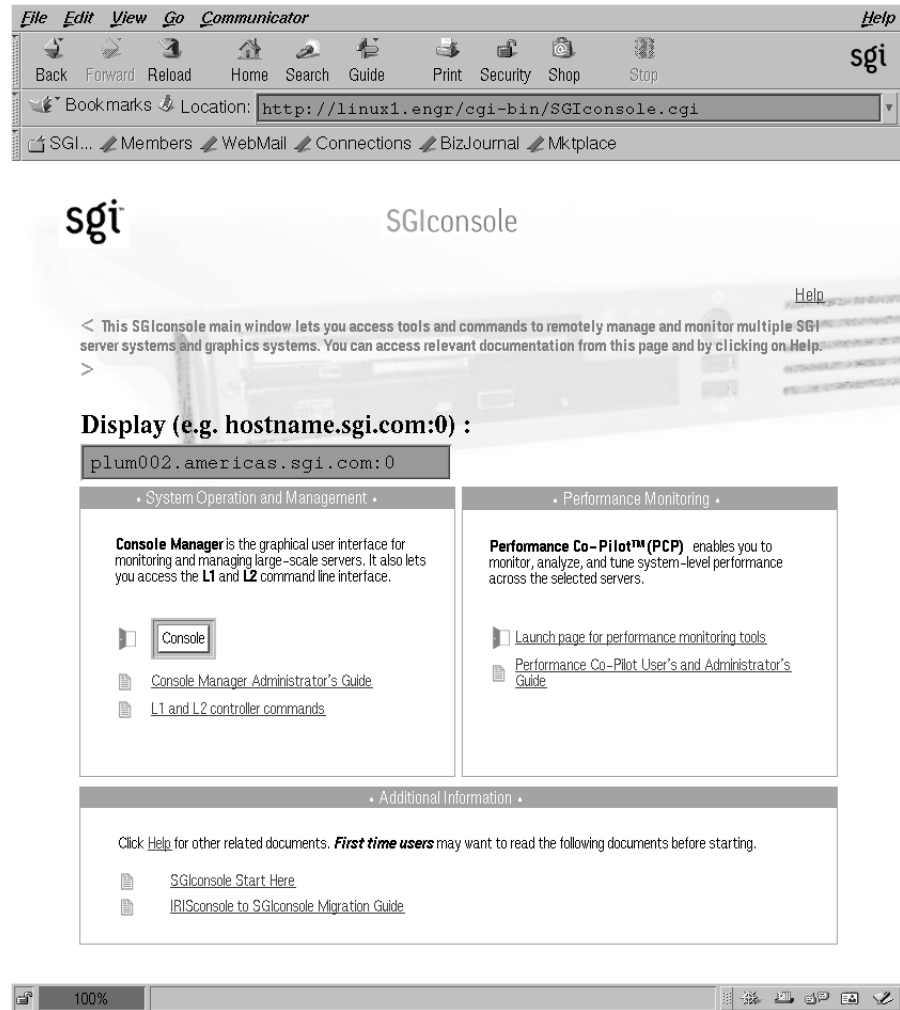 File Edit View Go Communicator Help
Back Forward Reload Home Search Guide Print Security Shop Stop
sgi
Bookmarks Location: http://linux1.engr/cgi-bin/SGIconsole.cgi
SGI... Members WebMail Connections BizJournal Mktplace
sgi™
SGIconsole
Help
< This SGIconsole main window lets you access tools and commands to remotely manage and monitor multiple SGI
server systems and graphics systems. You can access relevant documentation from this page and by clicking on Help.
>
Display (e.g. hostname.sgi.com:0) :
plum002.americas.sgi.com:0
• System Operation and Management •
Console Manager is the graphical user interface for
monitoring and managing large-scale servers. It also lets
you access the L1 and L2 command line interface.
Console
Console Manager Administrator's Guide
L1 and L2 controller commands
• Performance Monitoring •
Performance Co-Pilot™ (PCP) enables you to
monitor, analyze, and tune system-level performance
across the selected servers.
Launch page for performance monitoring tools
Performance Co-Pilot User's and Administrator's
Guide
• Additional Information •
Click Help for other related documents. First time users may want to read the following documents before starting.
SGIconsole Start Here
IRISconsole to SGIconsole Migration Guide
100%